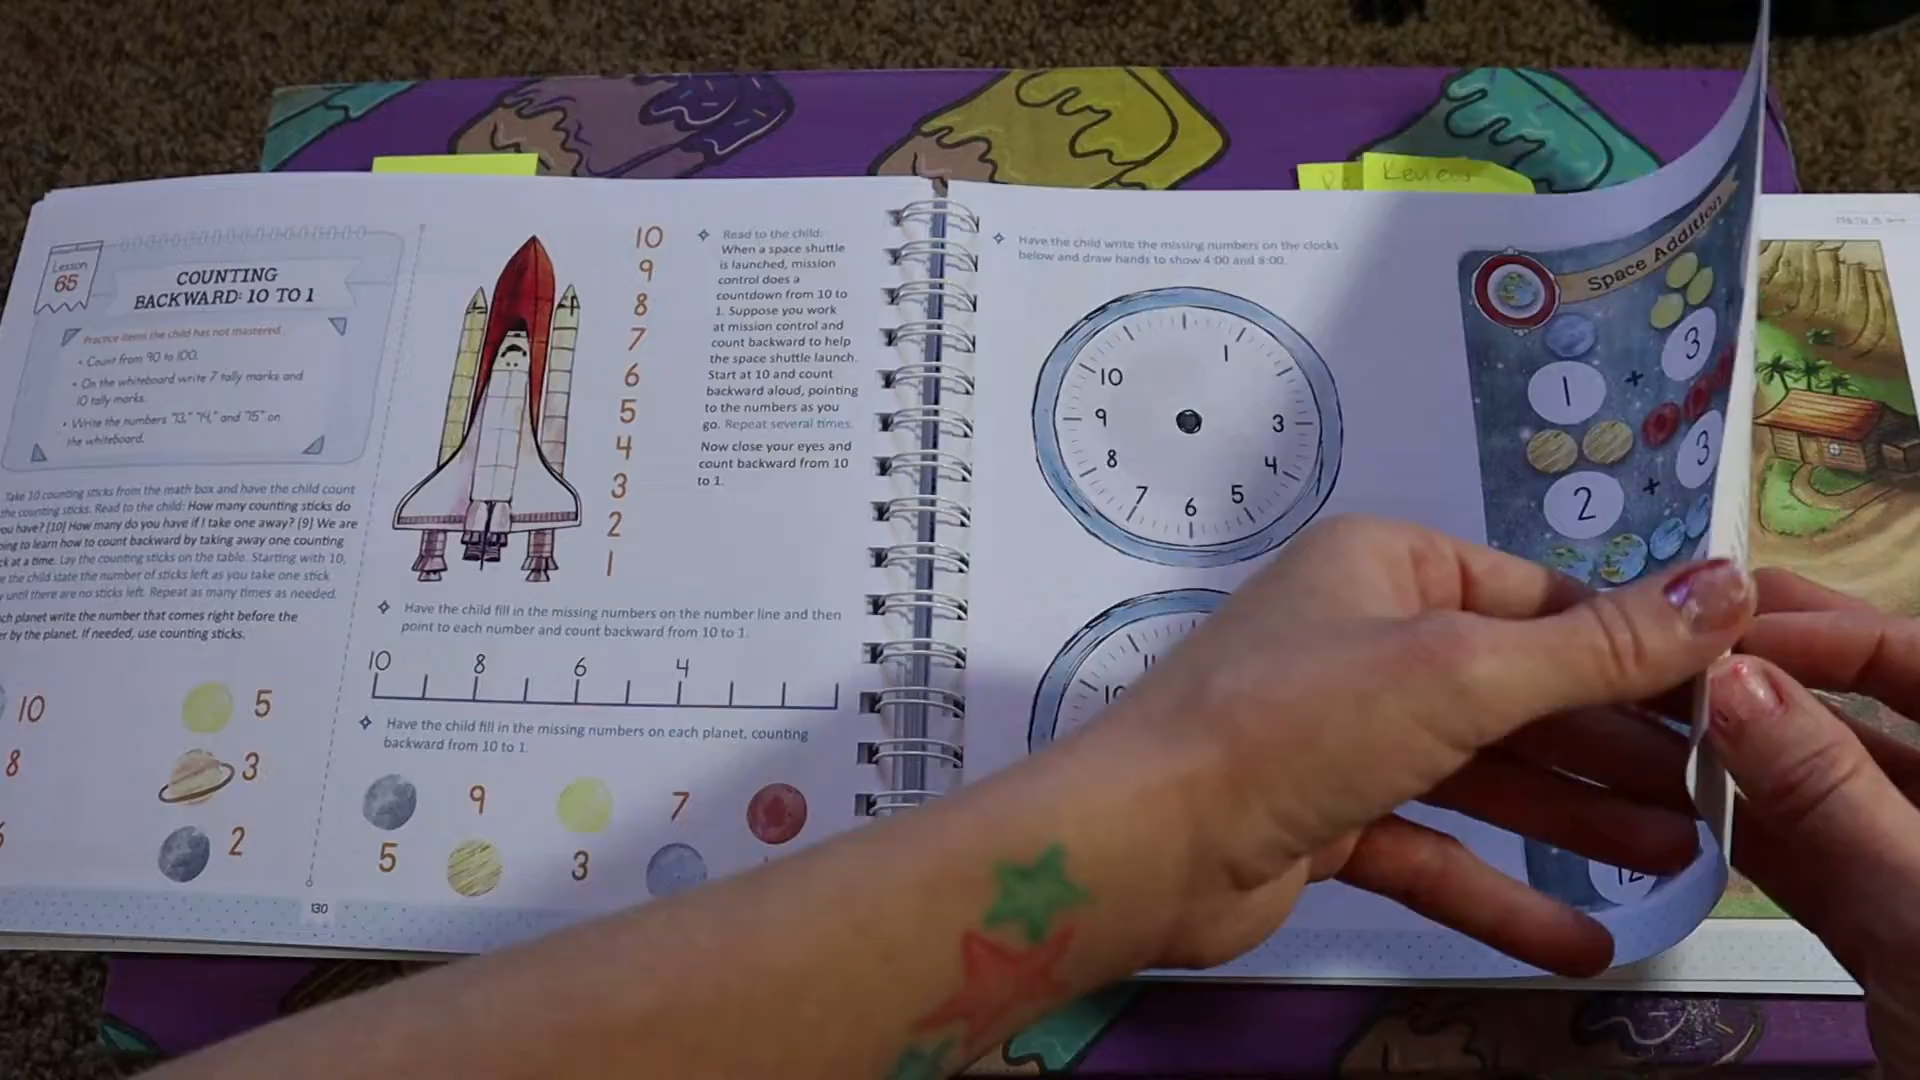 Review
Lesson
65
COUNTING
BACKWARD: 10 TO 1
Practice items the child has not mastered.
• Count from 90 to 100.
• On the whiteboard write 7 tally marks and
10 tally marks.
• Write the numbers "73," "74," and "75" on
the whiteboard.
Take 10 counting sticks from the math box and have the child count
the counting sticks. Read to the child: How many counting sticks do
you have? [10] How many do you have if I take one away? [9] We are
to learn how to count backward by taking away one counting
at a time. Lay the counting sticks on the table. Starting with 10,
the child state the number of sticks left as you take one stick
until there are no sticks left. Repeat as many times as needed.
planet write the number that comes right before the
by the planet. If needed, use counting sticks.
10
5
8
3
2
10
9
8
7
6
5
4
3
2
1
Read to the child:
When a space shuttle
is launched, mission
control does a
countdown from 10 to
1. Suppose you work
at mission control and
count backward to help
the space shuttle launch.
Start at 10 and count
backward aloud, pointing
to the numbers as you
go. Repeat several times.
Now close your eyes and
count backward from 10
to 1.
Have the child fill in the missing numbers on the number line and then
point to each number and count backward from 10 to 1.
10 8 6 4
Have the child fill in the missing numbers on each planet, counting
backward from 10 to 1.
9 7
5 3
130
Have the child write the missing numbers on the clocks
below and draw hands to show 4:00 and 8:00.
1
10
9
3
8
4
7
5
6
11
10
Space Addition
1 + 3
2 + 3
12